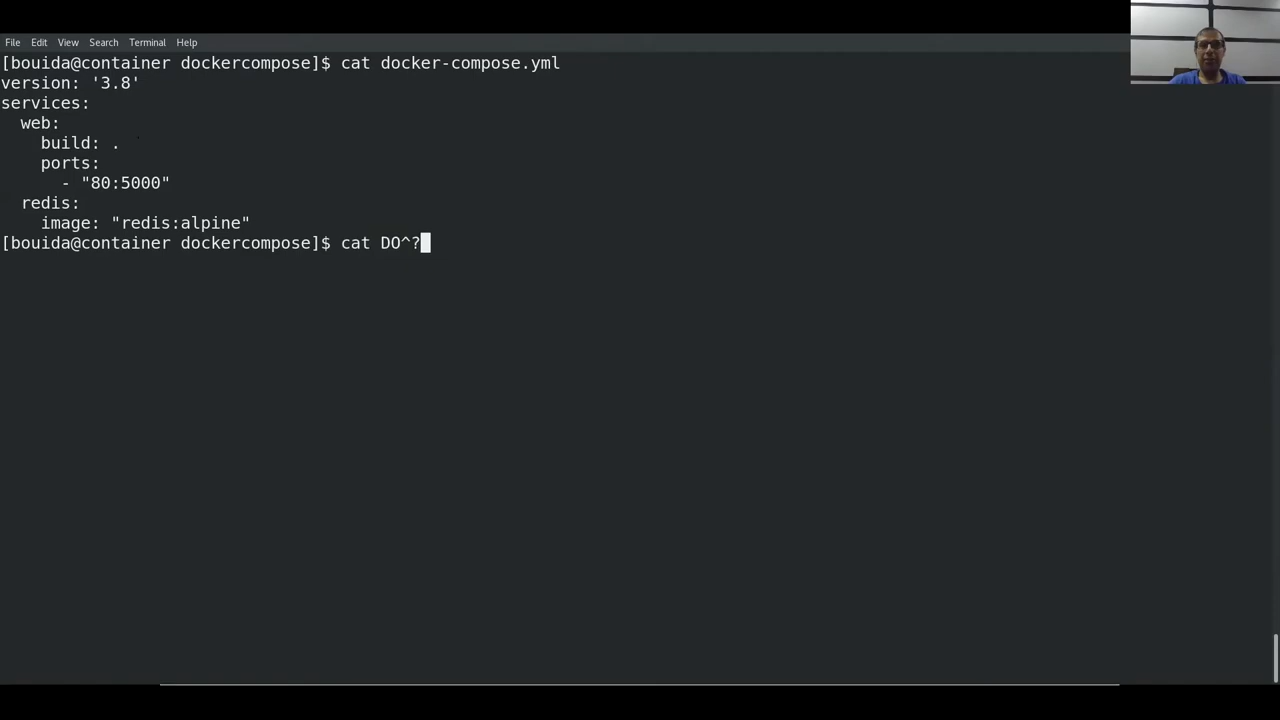 File Edit View Search Terminal Help
[bouida@container dockercompose]$ cat docker-compose.yml
version: '3.8'
services:
  web:
    build: .
    ports:
      - "80:5000"
  redis:
    image: "redis:alpine"
[bouida@container dockercompose]$ cat DO^?